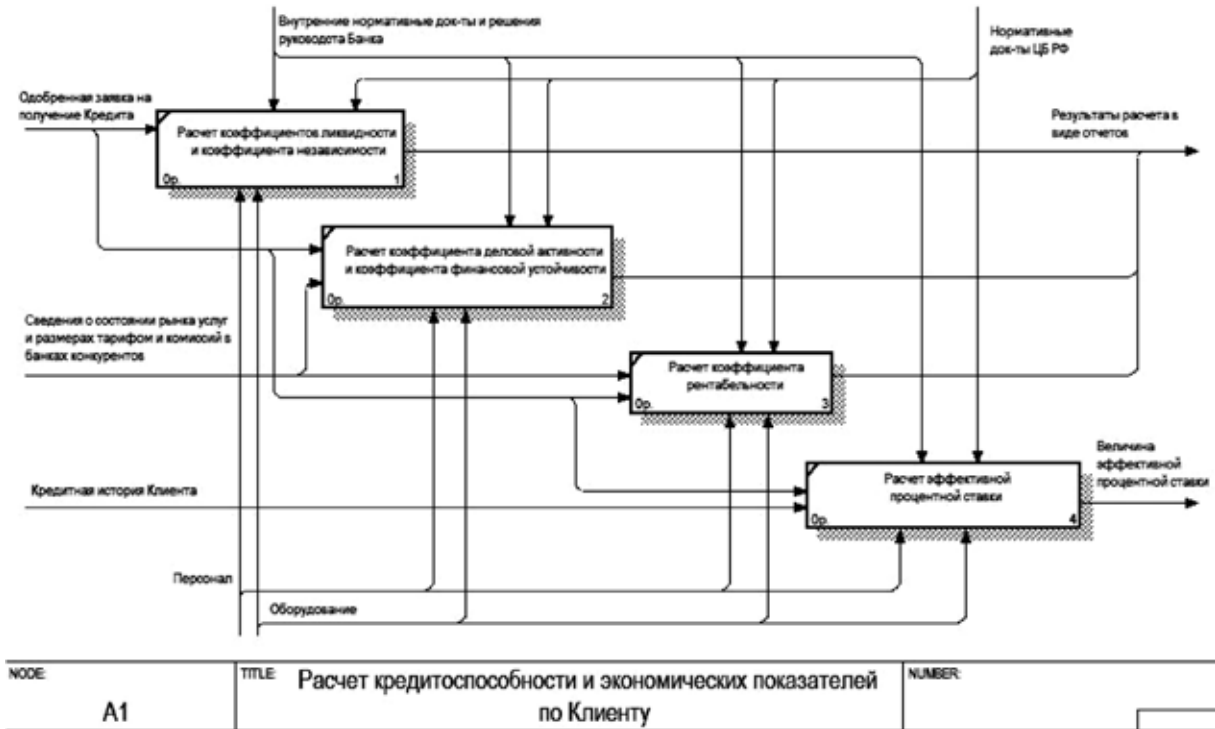 Внутренние нормативные док-ты и решения
руководста Банка
Нормативные
док-ты ЦБ РФ
Одобренная заявка на
получение Кредита
Расчет коэффициентов ликвидности
и коэффициента независимости
0р.
1
Результаты расчета в
виде отчетов
Расчет коэффициента деловой активности
и коэффициента финансовой устойчивости
0р.
2
Сведения о состоянии рынка услуг
и размерах тарифом и комиссий в
банках конкурентов
Расчет коэффициента
рентабельности
0р.
3
Величина
эффективной
процентной ставки
Расчет эффективной
процентной ставки
0р.
4
Кредитная история Клиента
Персонал
Оборудование
NODE:
A1
TITLE:
Расчет кредитоспособности и экономических показателей
по Клиенту
NUMBER: